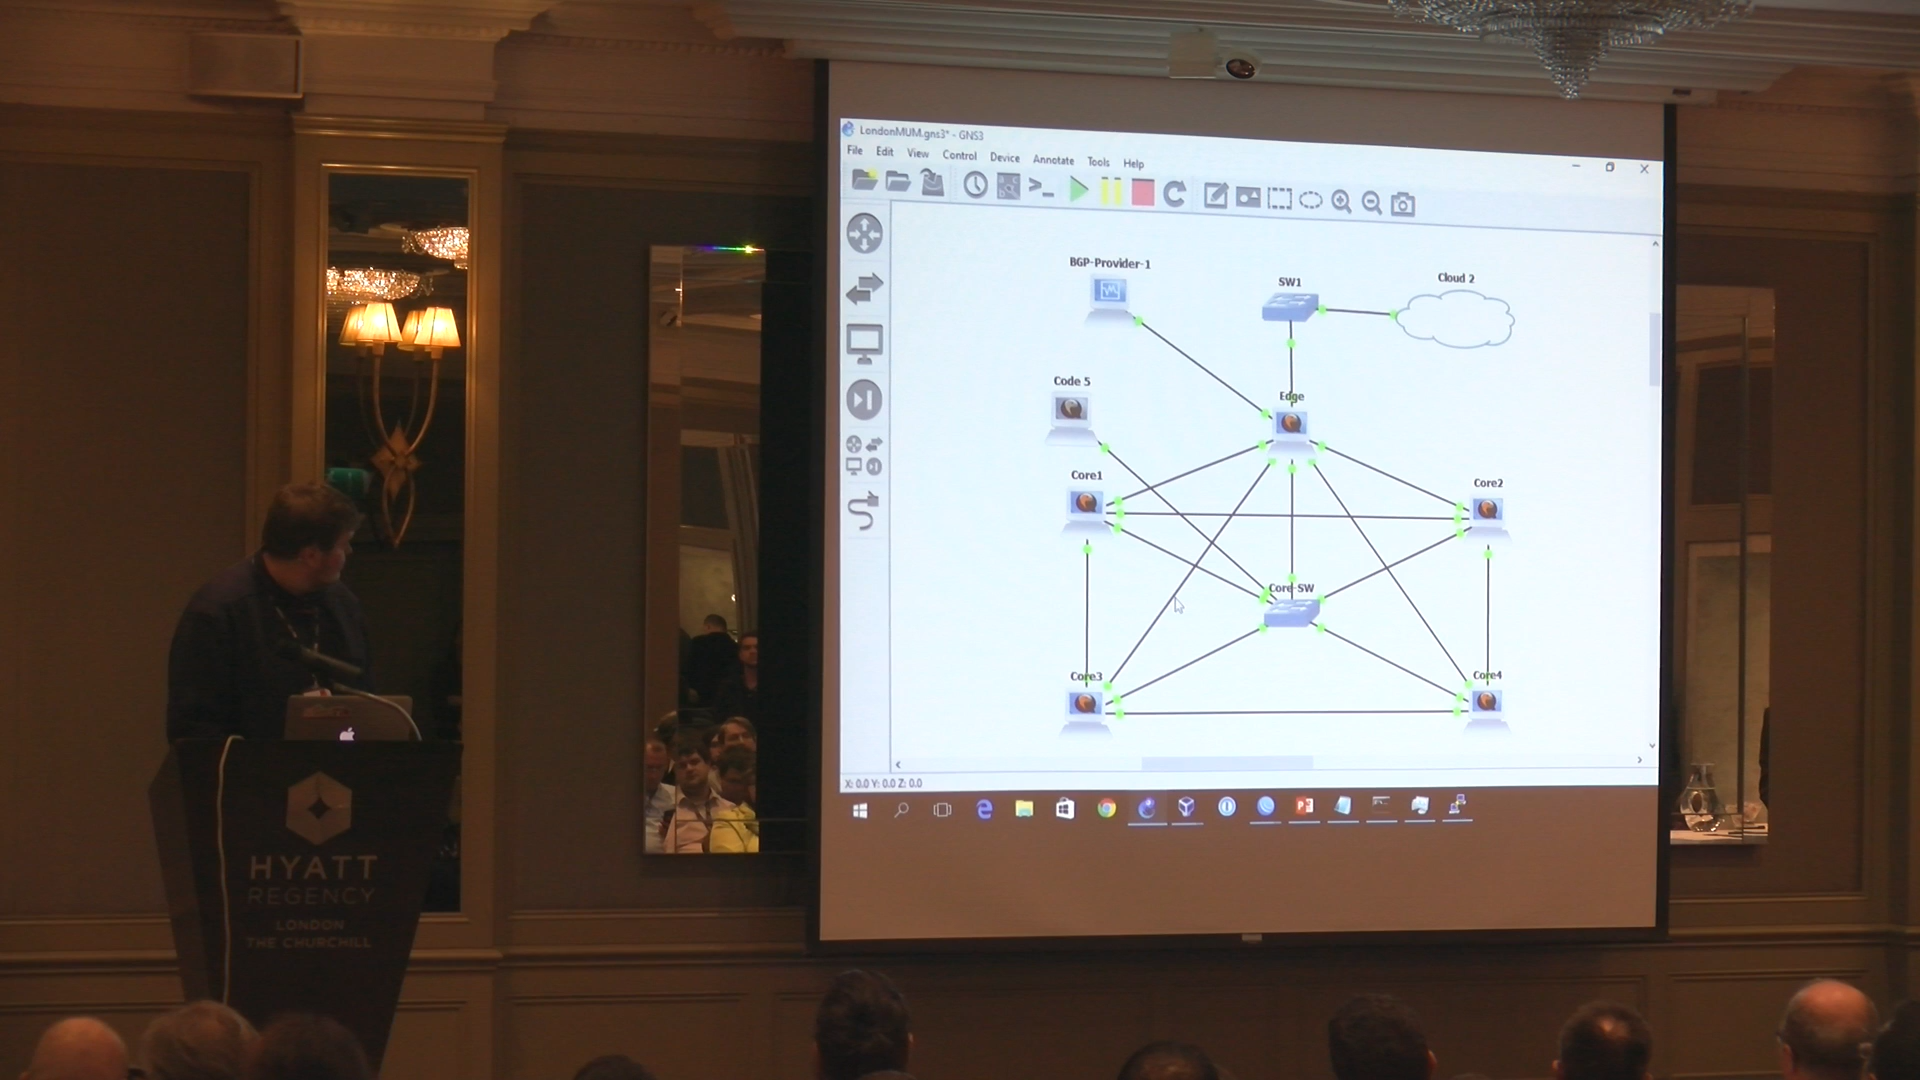 LondonMUM.gns3* - GNS3
File Edit View Control Device Annotate Tools Help
BGP-Provider-1
SW1
Cloud 2
Code 5
Edge
Core1
Core2
Core-SW
Core3
Core4
X: 0.0 Y: 0.0 Z: 0.0
HYATT
REGENCY
LONDON
THE CHURCHILL